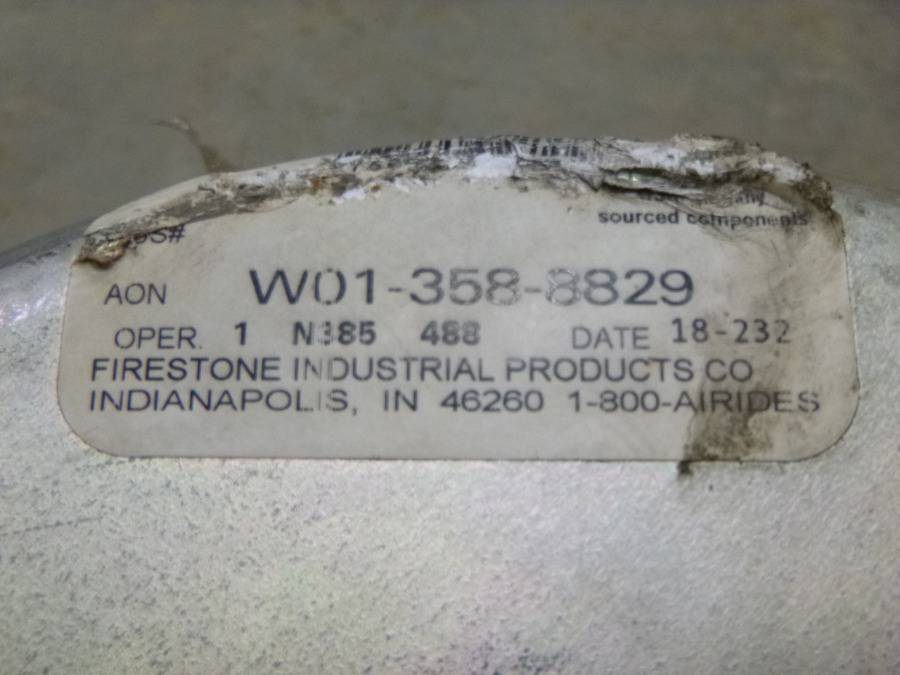 sourced components
AON W01-358-8829
OPER. 1 N385 488 DATE 18-232
FIRESTONE INDUSTRIAL PRODUCTS CO
INDIANAPOLIS, IN 46260 1-800-AIRIDES